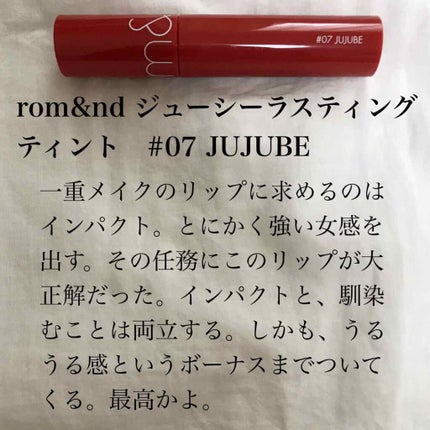 #07 JUJUBE
rom&nd ジューシーラスティング
ティント　#07 JUJUBE
一重メイクのリップに求めるのは
インパクト。とにかく強い女感を
出す。その任務にこのリップが大
正解だった。インパクトと、馴染
むことは両立する。しかも、うる
うる感というボーナスまでついて
くる。最高かよ。